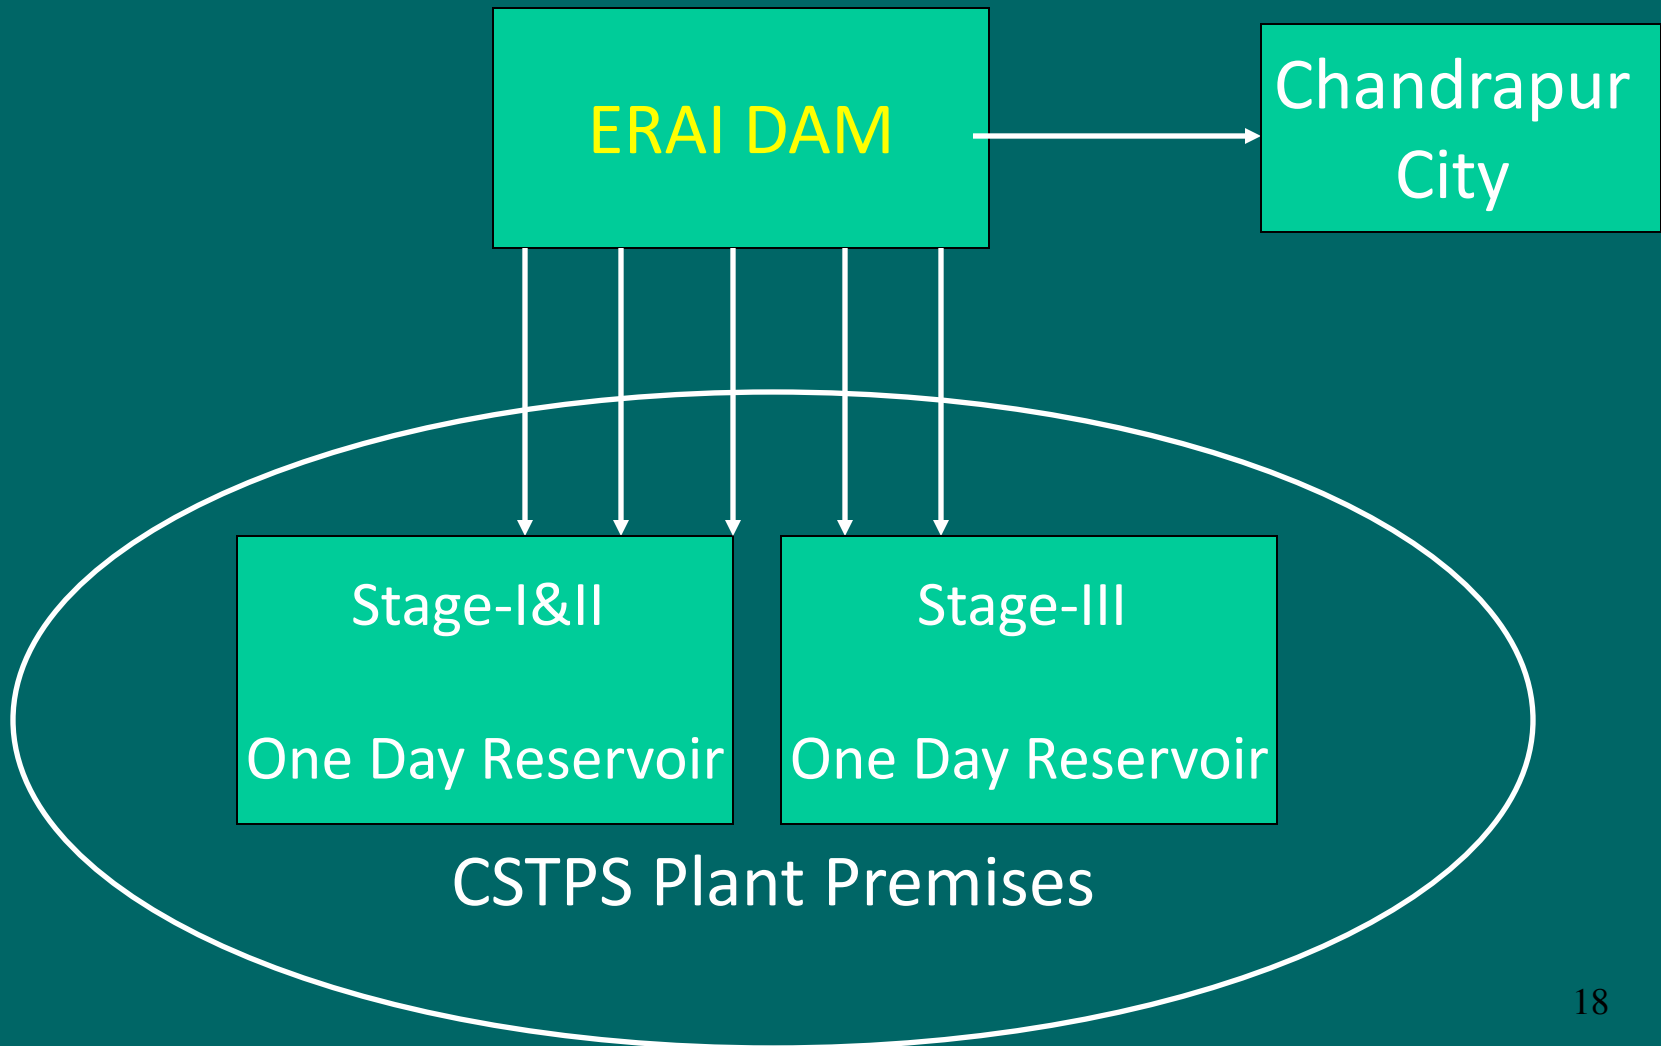 ERAI DAM
Chandrapur
City
Stage-I&II
One Day Reservoir
Stage-III
One Day Reservoir
CSTPS Plant Premises
18